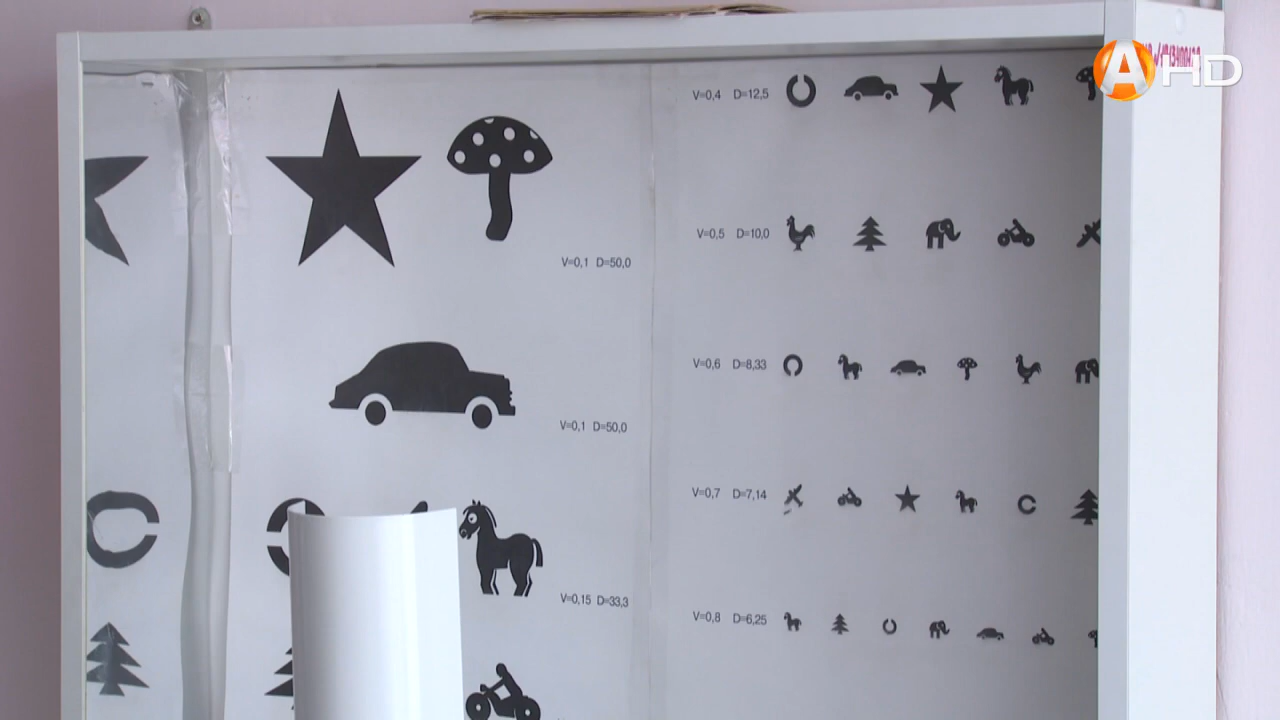 V=0,1 D=50,0
V=0,1 D=50,0
V=0,15 D=33,3
V=0,4 D=12,5
V=0,5 D=10,0
V=0,6 D=8,33
V=0,7 D=7,14
V=0,8 D=6,25
A HD